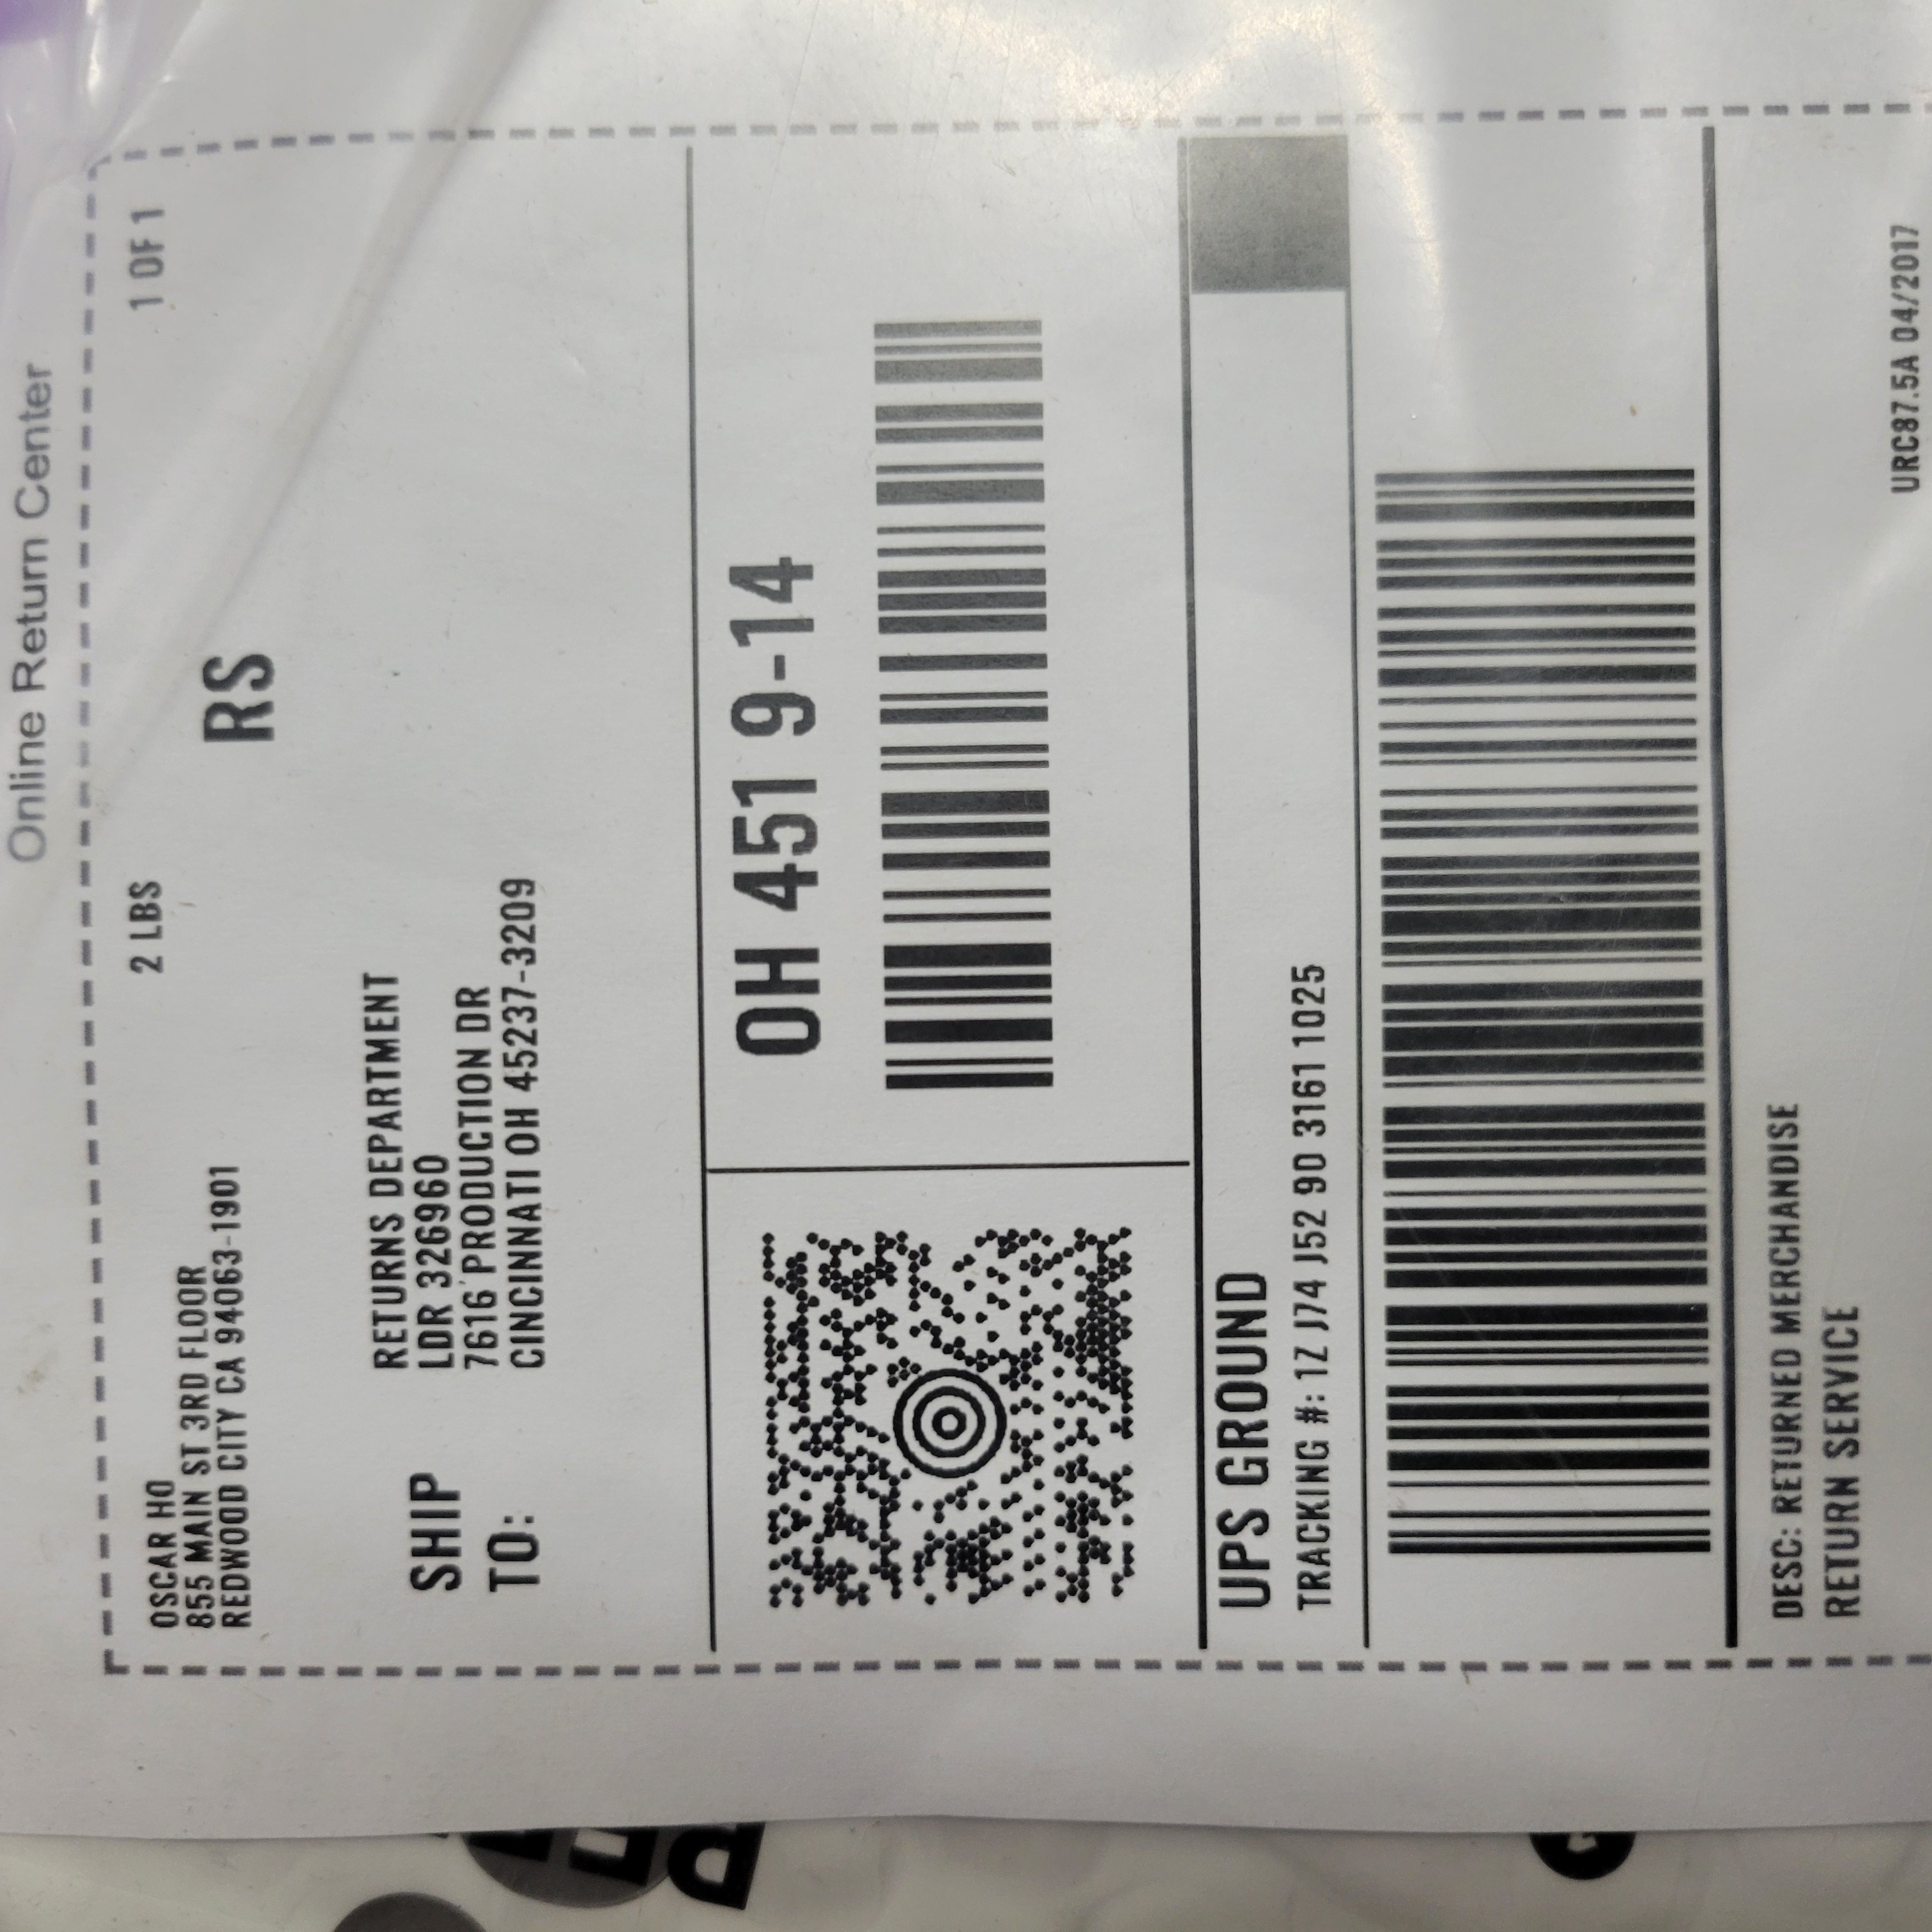 Online Return Center
OSCAR HO
855 MAIN ST 3RD FLOOR
REDWOOD CITY CA 94063-1901
2 LBS
1 OF 1
RS
SHIP
TO:
RETURNS DEPARTMENT
LDR 326960
7616 PRODUCTION DR
CINCINNATI OH 45237-3209
OH 451 9-14
UPS GROUND
TRACKING #: 1Z J74 J52 90 3161 1025
DESC: RETURNED MERCHANDISE
RETURN SERVICE
URC87.5A 04/2017